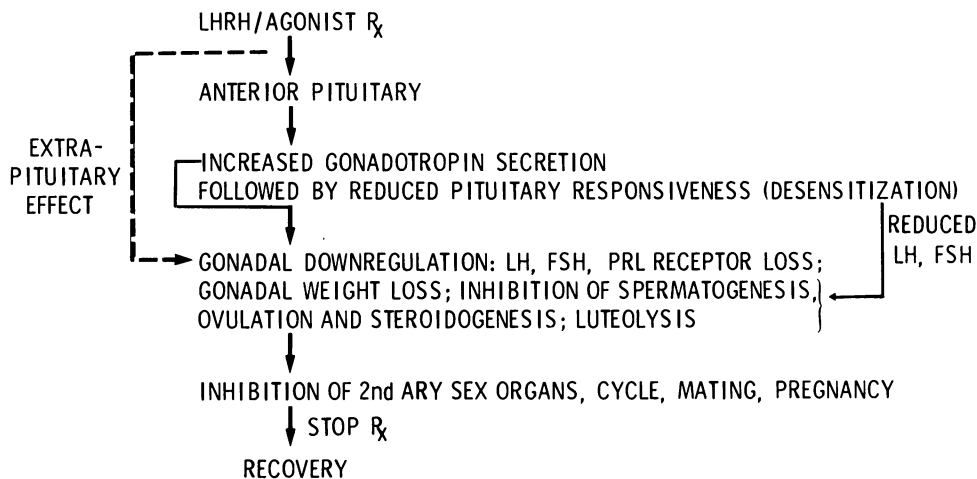 LHRH/AGONIST ℞
ANTERIOR PITUITARY
EXTRA-
PITUITARY
EFFECT
INCREASED GONADOTROPIN SECRETION
FOLLOWED BY REDUCED PITUITARY RESPONSIVENESS (DESENSITIZATION)
REDUCED
LH, FSH
GONADAL DOWNREGULATION: LH, FSH, PRL RECEPTOR LOSS;
GONADAL WEIGHT LOSS; INHIBITION OF SPERMATOGENESIS,
OVULATION AND STEROIDOGENESIS; LUTEOLYSIS
INHIBITION OF 2nd ARY SEX ORGANS, CYCLE, MATING, PREGNANCY
STOP ℞
RECOVERY